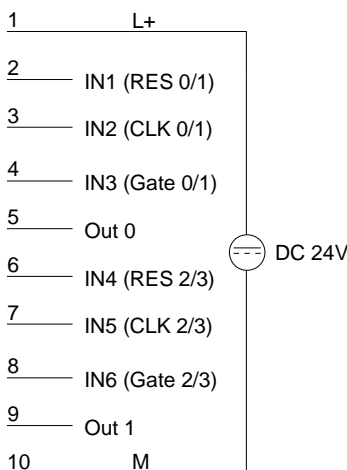 1 L+
2 IN1 (RES 0/1)
3 IN2 (CLK 0/1)
4 IN3 (Gate 0/1)
5 Out 0
DC 24V
6 IN4 (RES 2/3)
7 IN5 (CLK 2/3)
8 IN6 (Gate 2/3)
9 Out 1
10 M